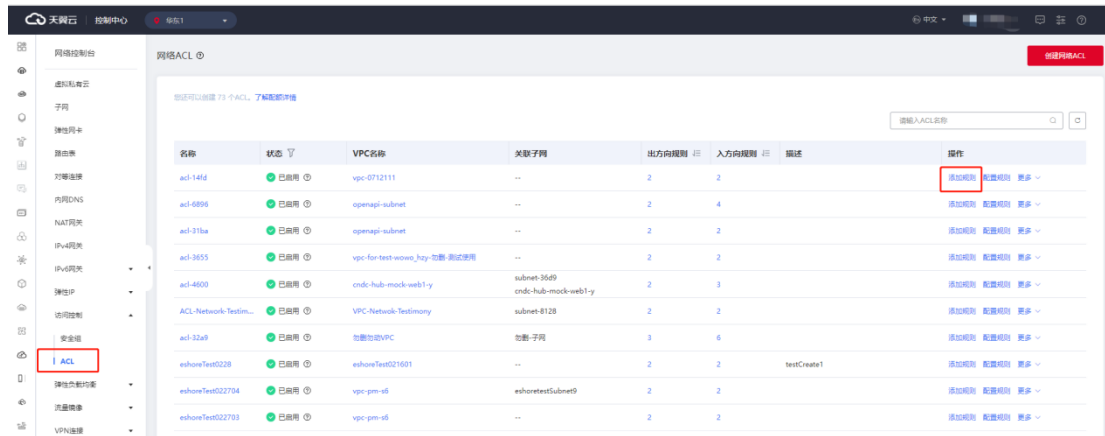 天翼云 控制中心 华东1 中文
网络控制台
虚拟私有云
子网
弹性网卡
路由表
对等连接
内网DNS
NAT网关
IPv4网关
IPv6网关
弹性IP
访问控制
安全组
ACL
弹性负载均衡
流量镜像
VPN连接
网络ACL 创建网络ACL
您还可以创建 73 个ACL。了解配额详情
请输入ACL名称
名称 状态 VPC名称 关联子网 出方向规则 入方向规则 描述 操作
acl-14fd 已启用 vpc-0712111 -- 2 2 添加规则 配置规则 更多
acl-6896 已启用 openapi-subnet -- 2 4 添加规则 配置规则 更多
acl-31ba 已启用 openapi-subnet -- 2 2 添加规则 配置规则 更多
acl-3655 已启用 vpc-for-test-wowo_hzy-勿删-测试使用 -- 2 2 添加规则 配置规则 更多
acl-4600 已启用 cndc-hub-mock-web1-y subnet-36d9 2 3 添加规则 配置规则 更多
cndc-hub-mock-web1-y
ACL-Network-Testim... 已启用 VPC-Netwok-Testimony subnet-8128 2 2 添加规则 配置规则 更多
acl-32a9 已启用 勿删勿动VPC 勿删-子网 3 6 添加规则 配置规则 更多
eshoreTest0228 已启用 eshoreTest021601 -- 2 2 testCreate1 添加规则 配置规则 更多
eshoreTest022704 已启用 vpc-pm-s6 eshoretestSubnet9 2 2 添加规则 配置规则 更多
eshoreTest022703 已启用 vpc-pm-s6 -- 2 2 添加规则 配置规则 更多